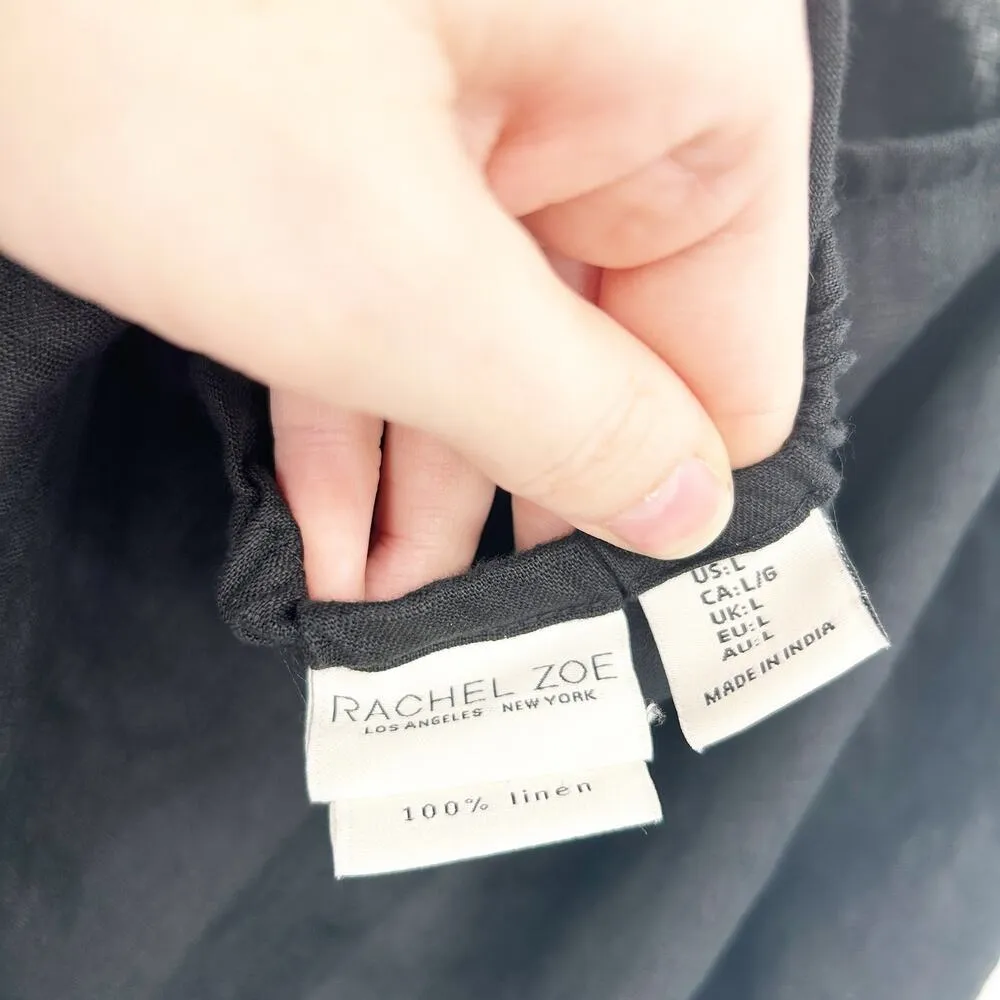 RACHEL ZOE
LOS ANGELES NEW YORK
100% linen
US:L
CA:L/G
UK:L
EU:L
AU:L
MADE IN INDIA